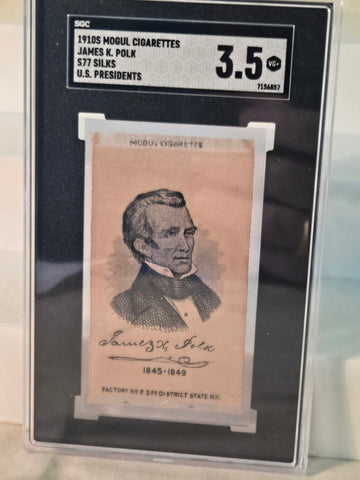 SGC
1910S MOGUL CIGARETTES
JAMES K. POLK
S77 SILKS
U.S. PRESIDENTS
3.5
VG+
7156857
MOGUL CIGARETTE
James K. Polk
1845-1849
FACTORY No 7 3RD DISTRICT STATE N.Y.